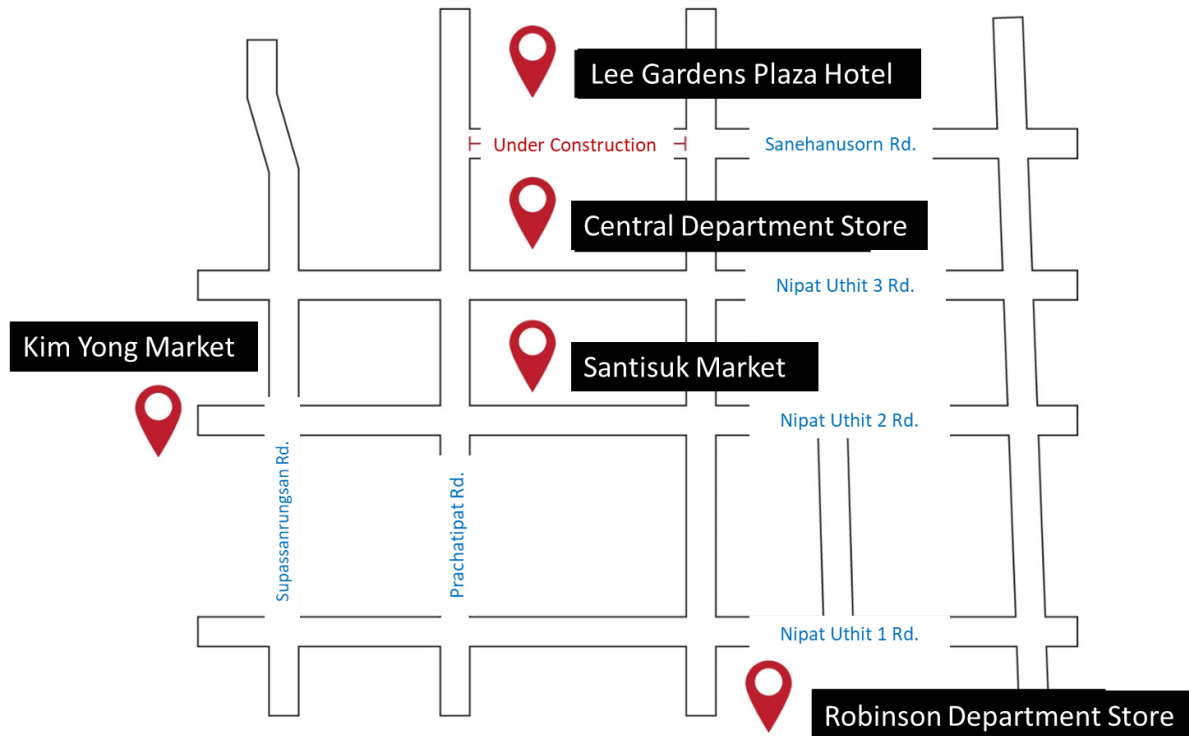 Lee Gardens Plaza Hotel
Under Construction
Sanehanusorn Rd.
Central Department Store
Nipat Uthit 3 Rd.
Kim Yong Market
Santisuk Market
Nipat Uthit 2 Rd.
Supassanrungsan Rd.
Prachatipat Rd.
Nipat Uthit 1 Rd.
Robinson Department Store